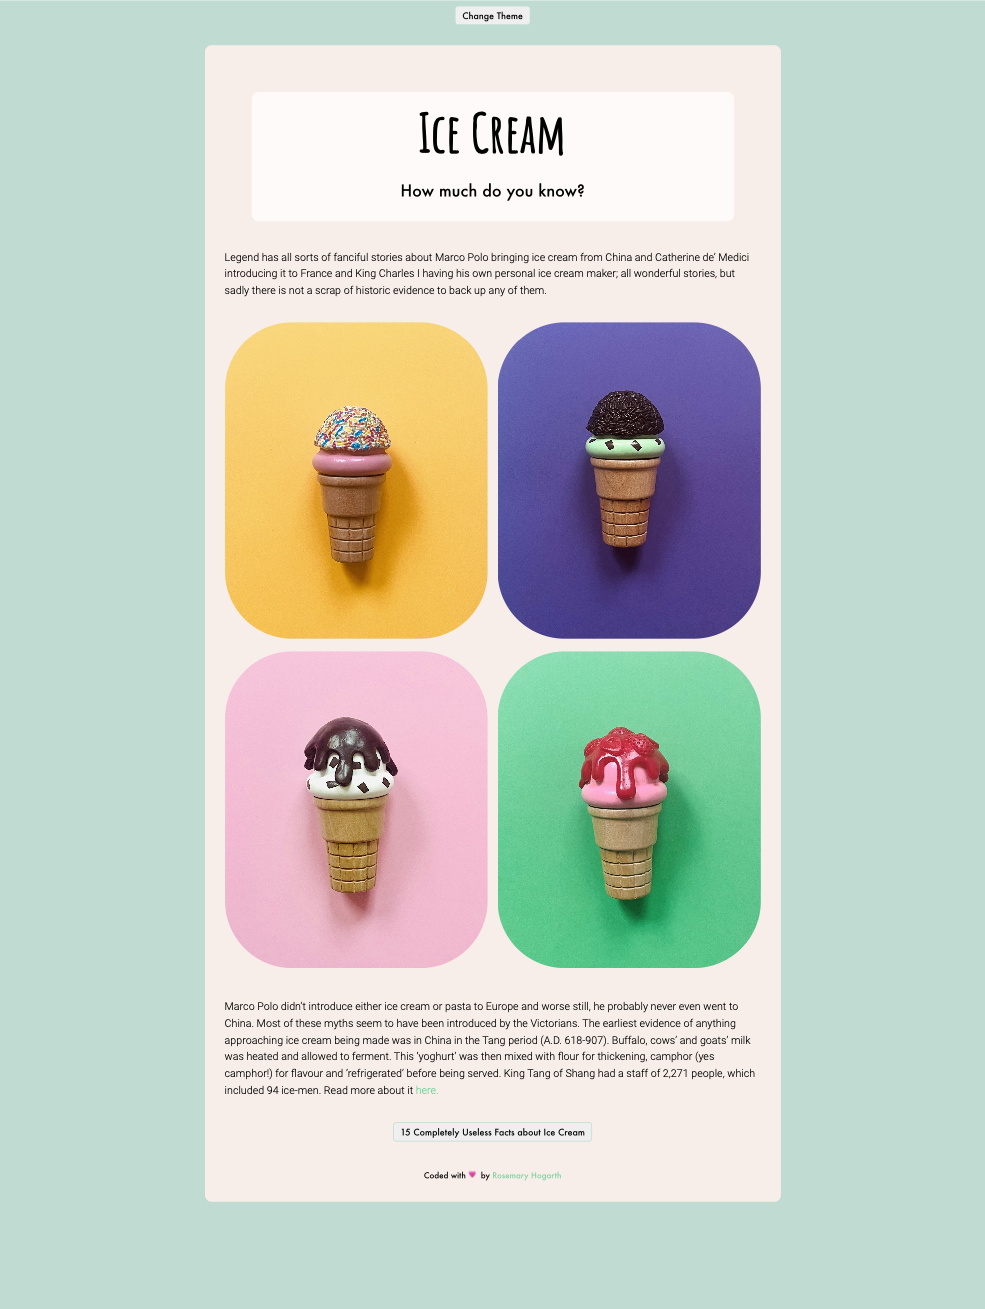 Change Theme
Ice Cream
How much do you know?
Legend has all sorts of fanciful stories about Marco Polo bringing ice cream from China and Catherine de’ Medici
introducing it to France and King Charles I having his own personal ice cream maker; all wonderful stories, but
sadly there is not a scrap of historic evidence to back up any of them.
Marco Polo didn’t introduce either ice cream or pasta to Europe and worse still, he probably never even went to
China. Most of these myths seem to have been introduced by the Victorians. The earliest evidence of anything
approaching ice cream being made was in China in the Tang period (A.D. 618-907). Buffalo, cows’ and goats’ milk
was heated and allowed to ferment. This ‘yoghurt’ was then mixed with flour for thickening, camphor (yes
camphor!) for flavour and ‘refrigerated’ before being served. King Tang of Shang had a staff of 2,271 people, which
included 94 ice-men. Read more about it here.
15 Completely Useless Facts about Ice Cream
Coded with 💗 by Rosemary Hogarth